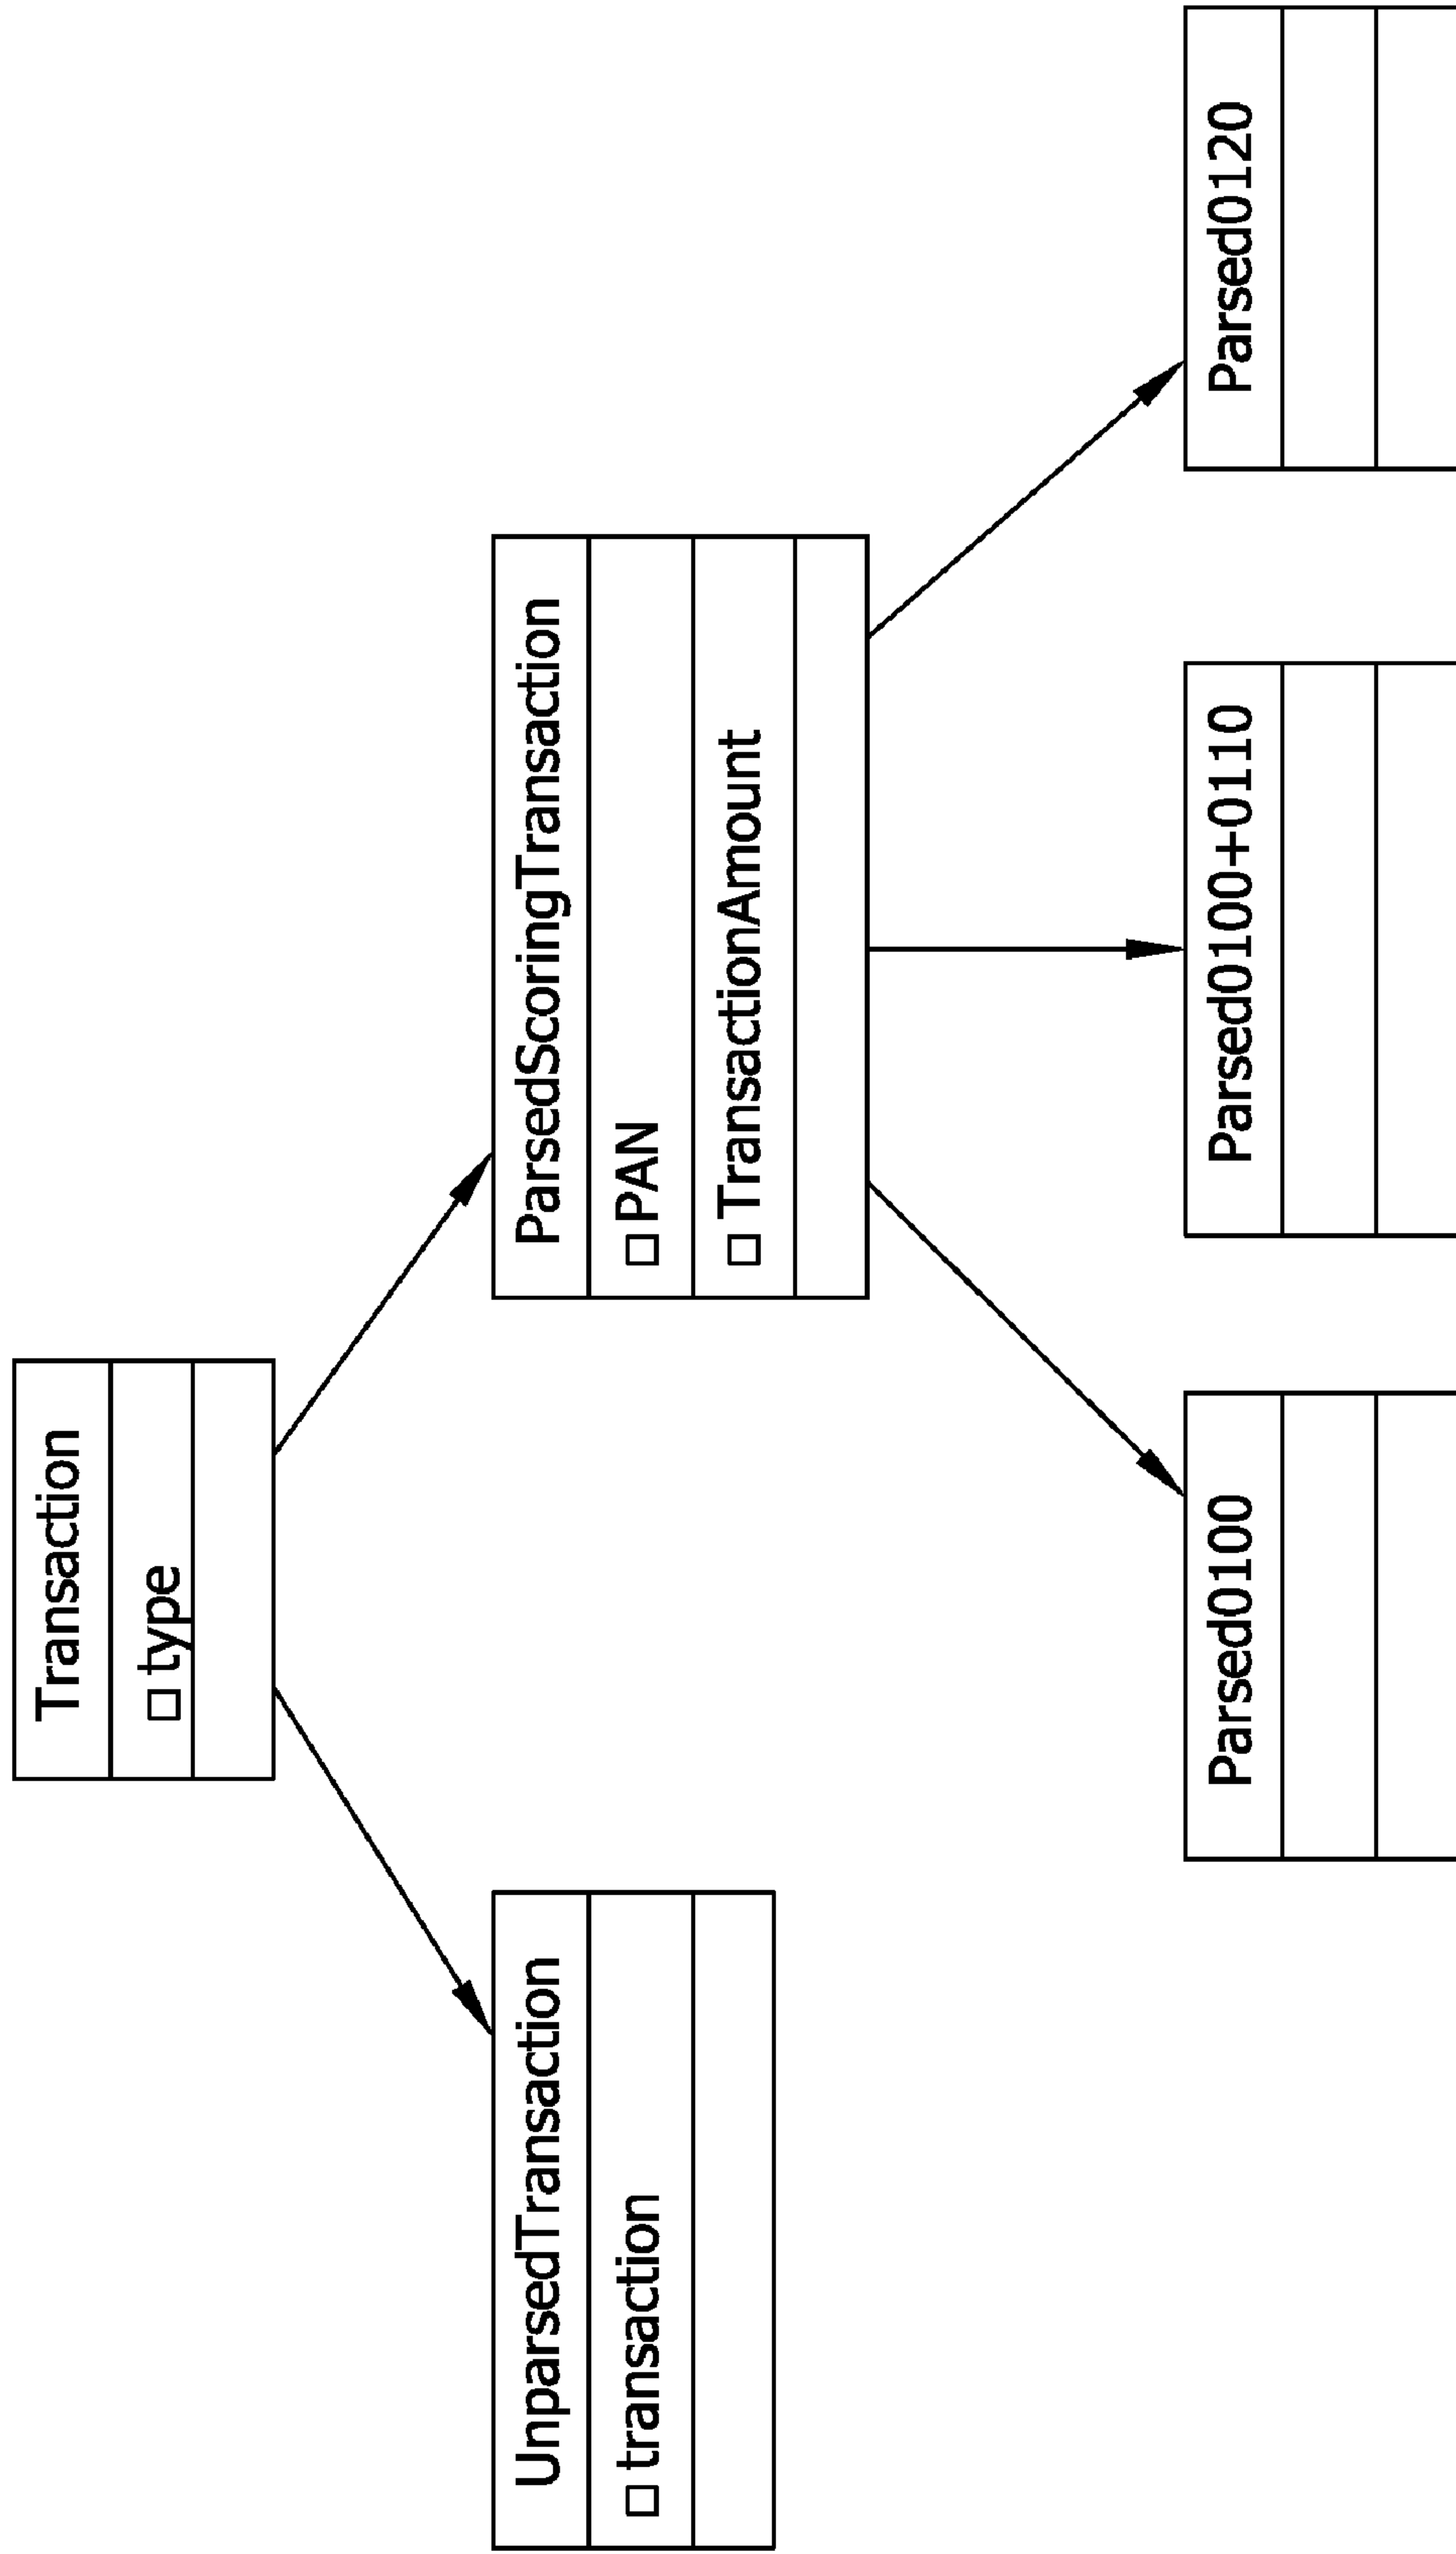 Transaction
□ type
UnparsedTransaction
□ transaction
ParsedScoringTransaction
□ PAN
□ TransactionAmount
Parsed0100
Parsed0100+0110
Parsed0120